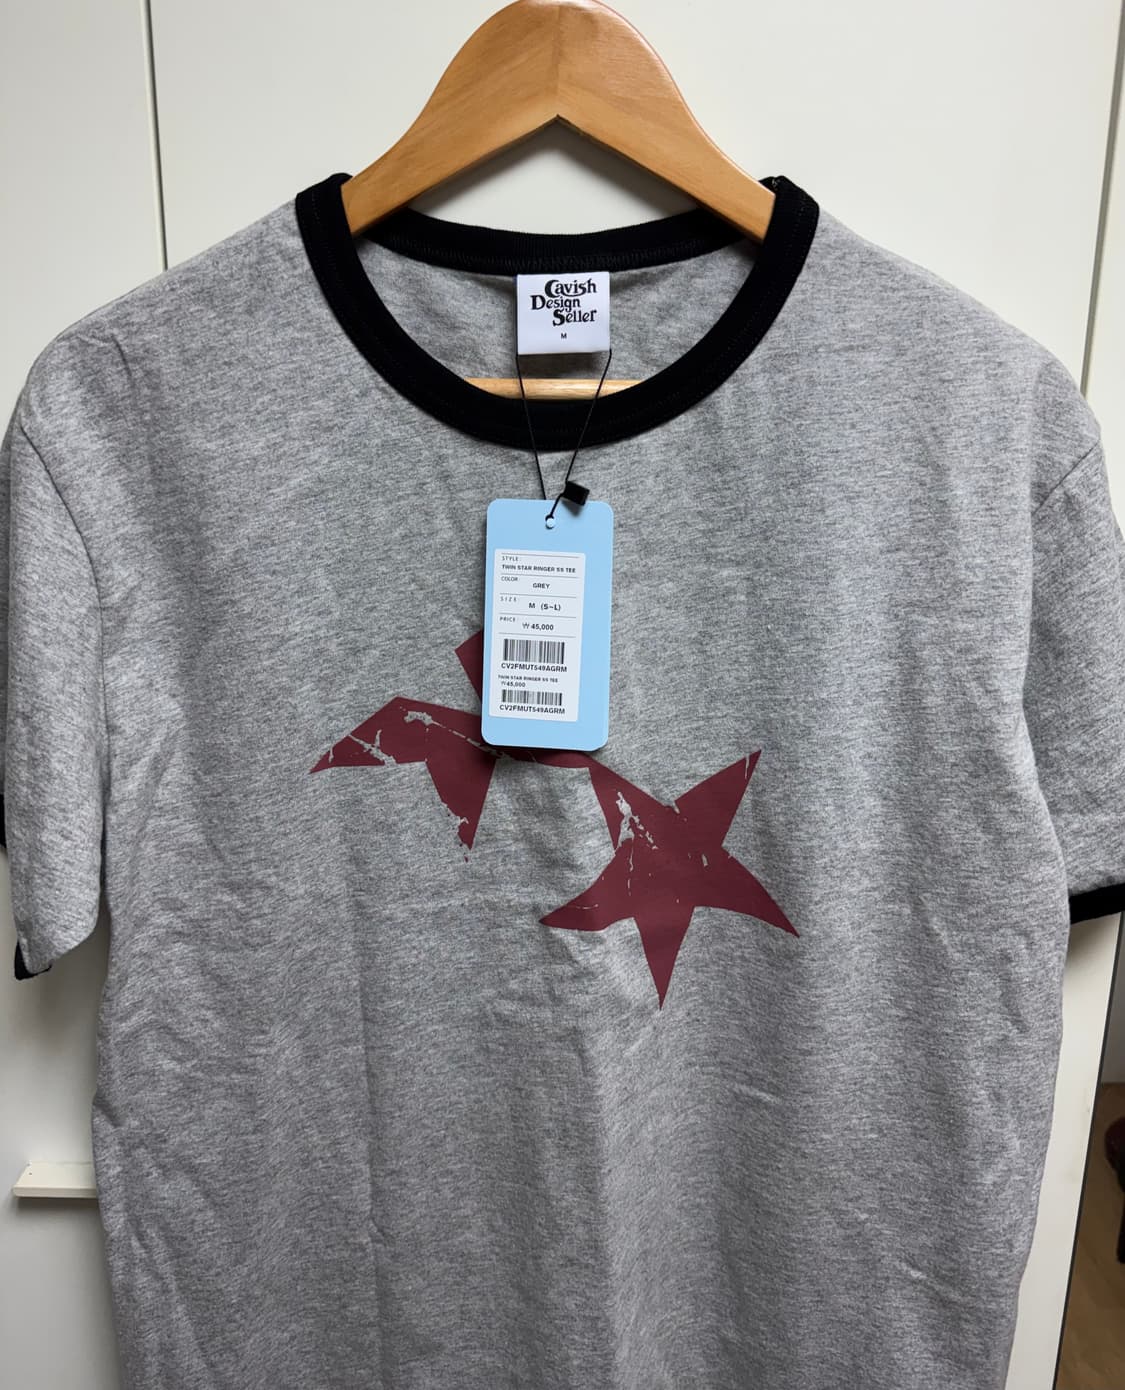 Cavish
Design
Seller
M
STYLE:
TWIN STAR RINGER SS TEE
COLOR:
GREY
SIZE:
M (S~L)
PRICE:
₩ 45,000
CV2FMUT549AGRM
TWIN STAR RINGER SS TEE
₩45,000
CV2FMUT549AGRM